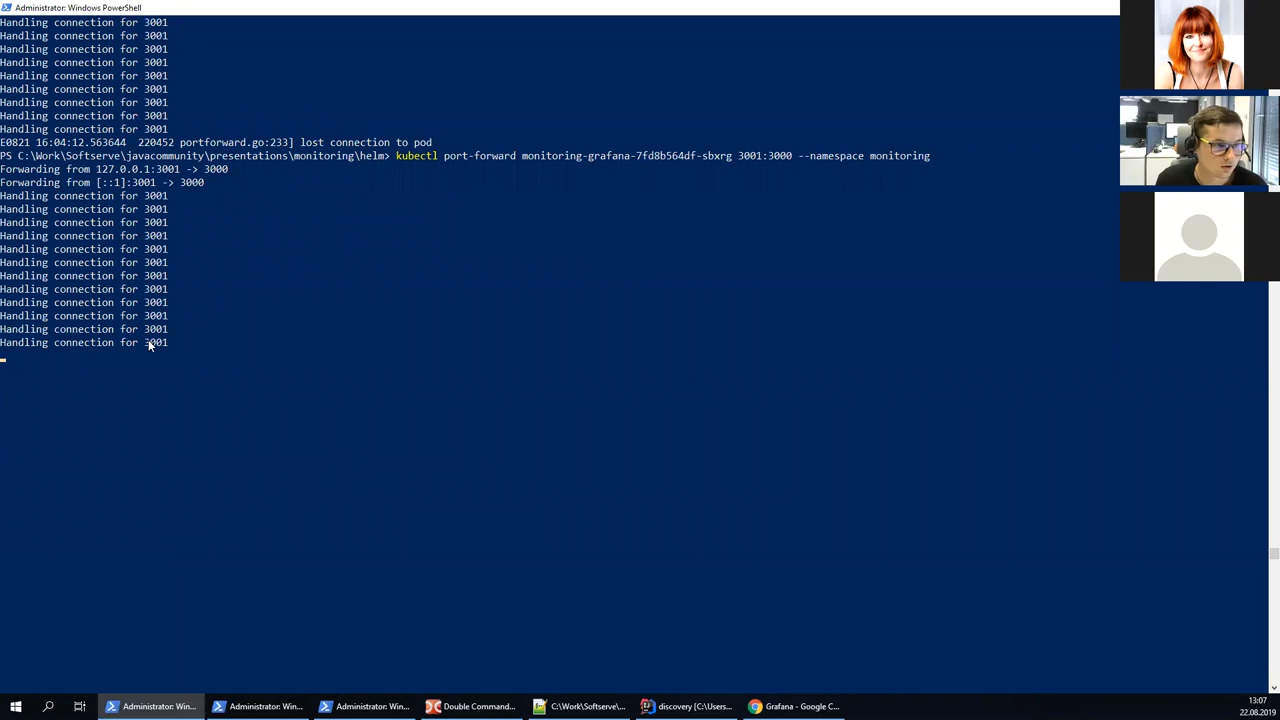 Administrator: Windows PowerShell
Handling connection for 3001
Handling connection for 3001
Handling connection for 3001
Handling connection for 3001
Handling connection for 3001
Handling connection for 3001
Handling connection for 3001
Handling connection for 3001
Handling connection for 3001
E0821 16:04:12.563644  220452 portforward.go:233] lost connection to pod
PS C:\Work\Softserve\javacommunity\presentations\monitoring\helm> kubectl port-forward monitoring-grafana-7fd8b564df-sbxrg 3001:3000 --namespace monitoring
Forwarding from 127.0.0.1:3001 -> 3000
Forwarding from [::1]:3001 -> 3000
Handling connection for 3001
Handling connection for 3001
Handling connection for 3001
Handling connection for 3001
Handling connection for 3001
Handling connection for 3001
Handling connection for 3001
Handling connection for 3001
Handling connection for 3001
Handling connection for 3001
Handling connection for 3001
Handling connection for 3001
Administrator: Win... Administrator: Win... Administrator: Win... Double Command... C:\Work\Softserve\... discovery [C:\Users... Grafana - Google C...
13:07
22.08.2019